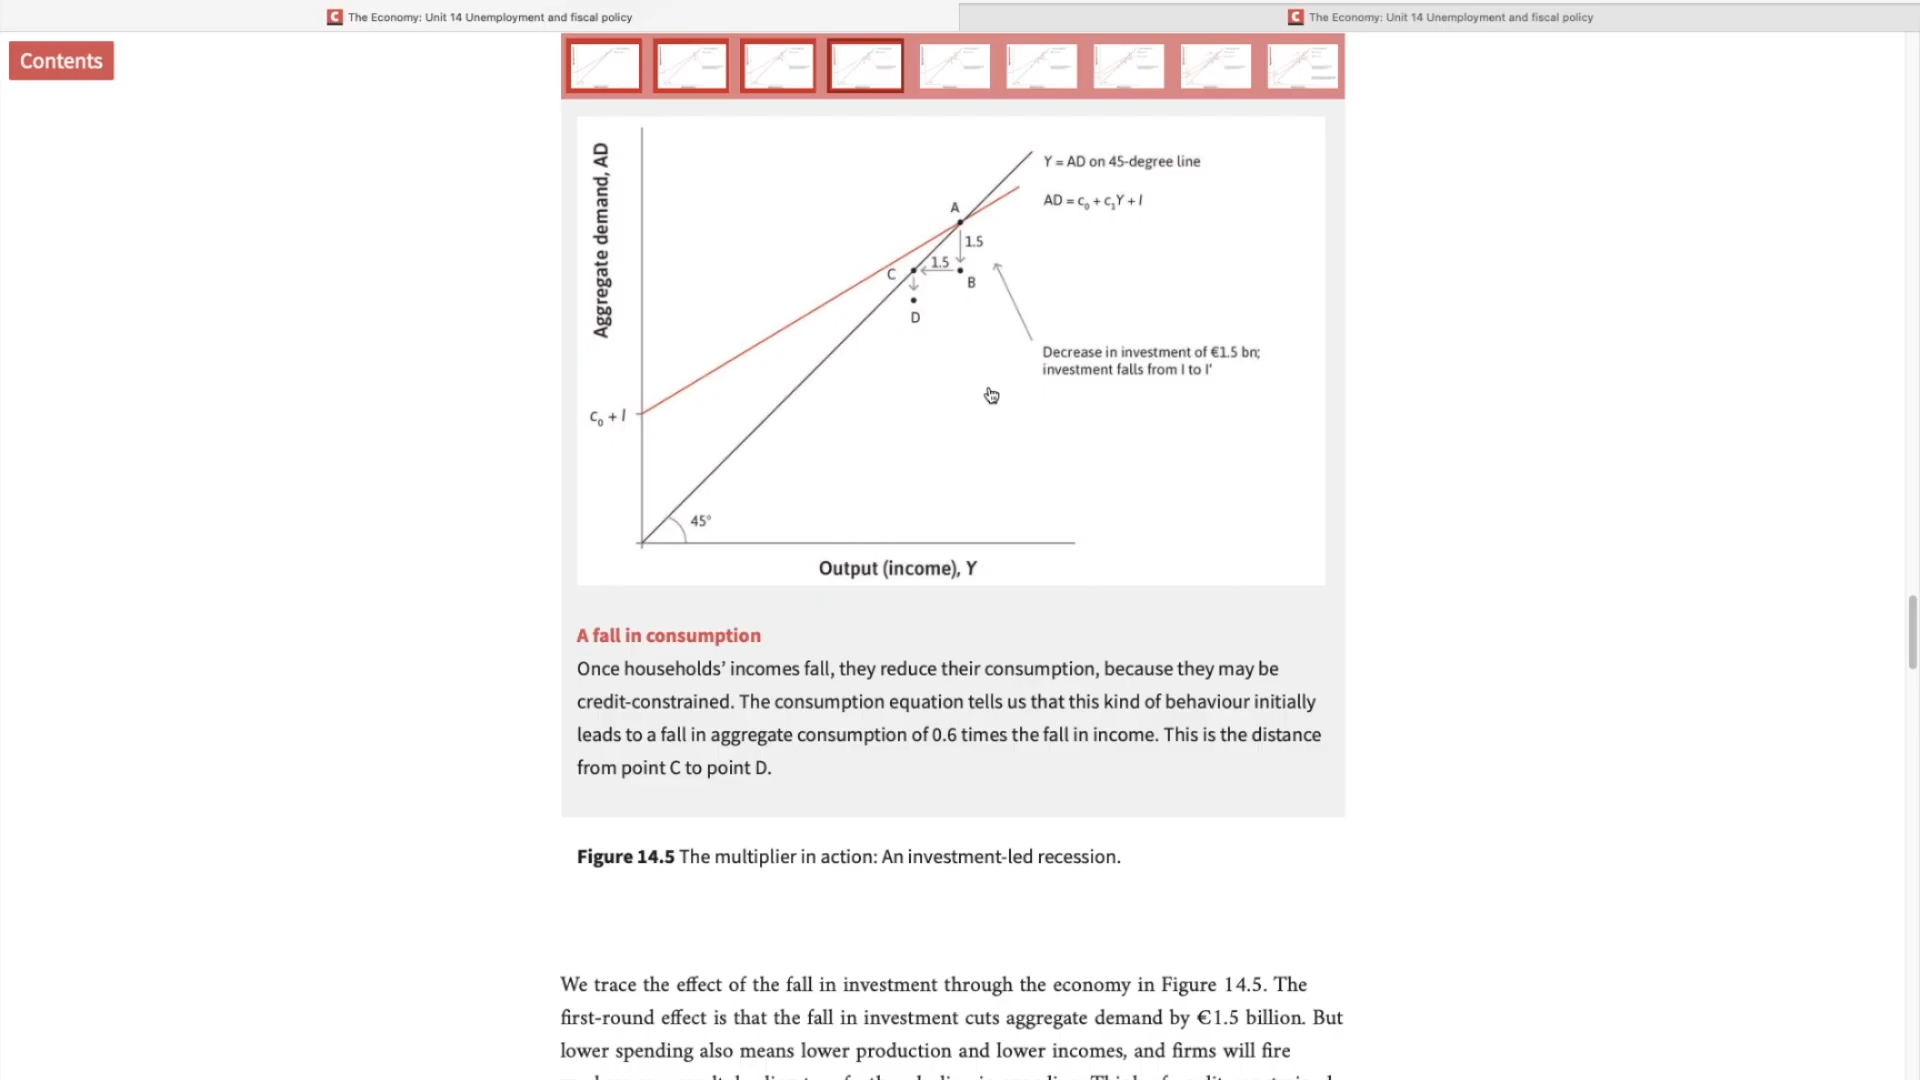 The Economy: Unit 14 Unemployment and fiscal policy
The Economy: Unit 14 Unemployment and fiscal policy
Contents
Aggregate demand, AD
Y = AD on 45-degree line
AD = c₀ + c₁Y + I
A
1.5
1.5
C
B
D
Decrease in investment of €1.5 bn;
investment falls from I to I'
c₀ + I
45°
Output (income), Y
A fall in consumption
Once households’ incomes fall, they reduce their consumption, because they may be
credit-constrained. The consumption equation tells us that this kind of behaviour initially
leads to a fall in aggregate consumption of 0.6 times the fall in income. This is the distance
from point C to point D.
Figure 14.5 The multiplier in action: An investment-led recession.
We trace the effect of the fall in investment through the economy in Figure 14.5. The
first-round effect is that the fall in investment cuts aggregate demand by €1.5 billion. But
lower spending also means lower production and lower incomes, and firms will fire